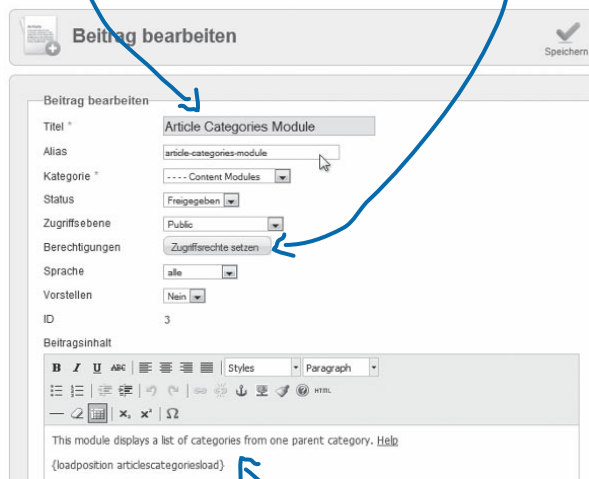 Beitrag bearbeiten
Speichern
Beitrag bearbeiten
Titel * Article Categories Module
Alias article-categories-module
Kategorie * - - - - Content Modules
Status Freigegeben
Zugriffsebene Public
Berechtigungen Zugriffsrechte setzen
Sprache alle
Vorstellen Nein
ID 3
Beitragsinhalt
B I U ABC Styles Paragraph
HTML
x, x² Ω
This module displays a list of categories from one parent category. Help
{loadposition articlescategoriesload}